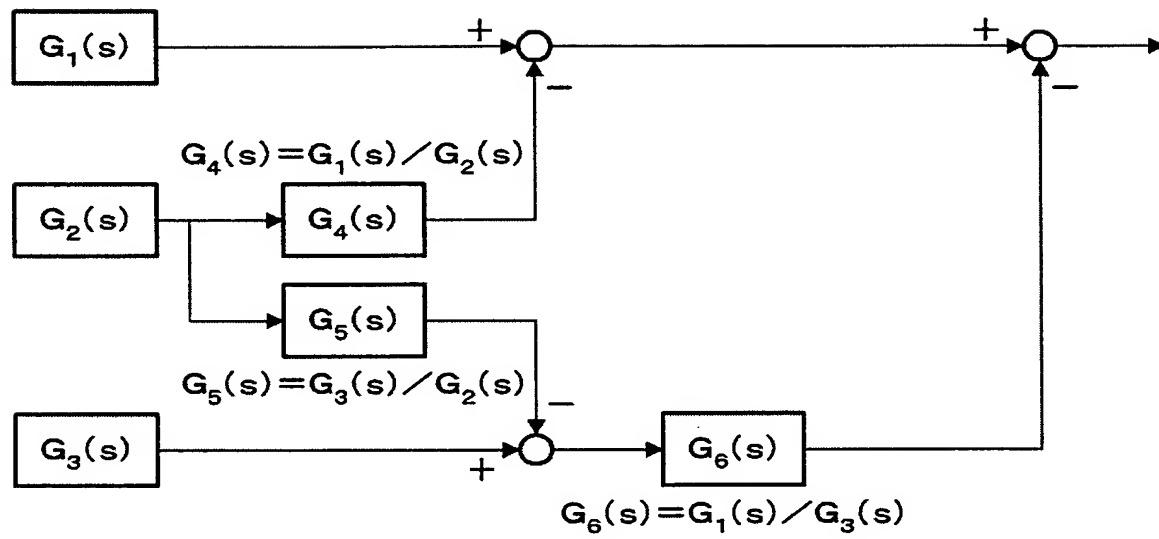 G₁(s)
+
+
−
−
G₄(s)=G₁(s)/G₂(s)
G₂(s)
G₄(s)
G₅(s)
G₅(s)=G₃(s)/G₂(s)
−
G₃(s)
+
G₆(s)
G₆(s)=G₁(s)/G₃(s)